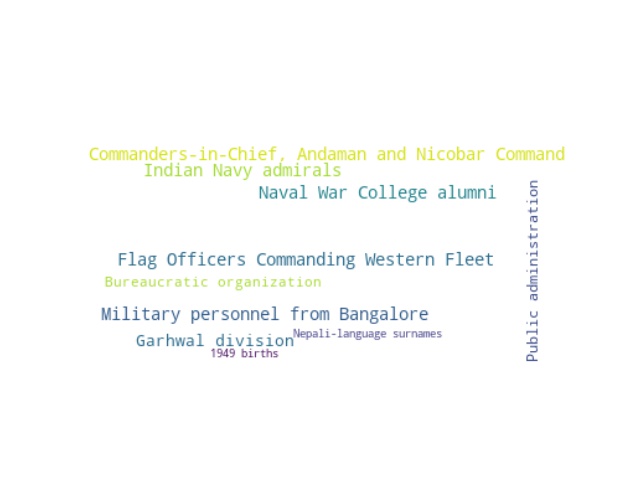 Commanders-in-Chief, Andaman and Nicobar Command
Indian Navy admirals
Naval War College alumni
Public administration
Flag Officers Commanding Western Fleet
Bureaucratic organization
Military personnel from Bangalore
Nepali-language surnames
Garhwal division
1949 births